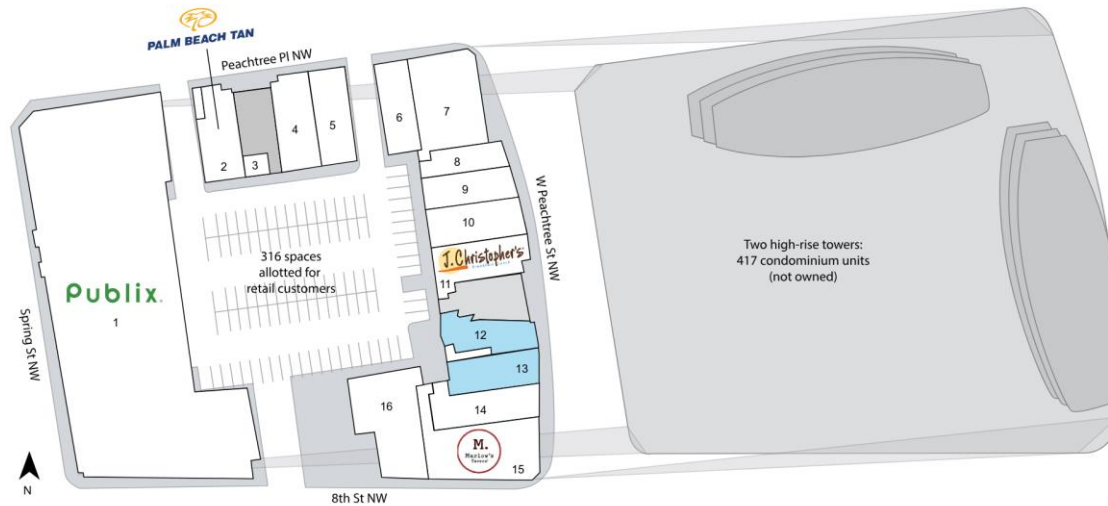 PALM BEACH TAN
Peachtree Pl NW
6
7
4
5
2
3
8
9
10
W Peachtree St NW
316 spaces
allotted for
retail customers
J.Christopher's
11
Two high-rise towers:
417 condominium units
(not owned)
Publix.
1
Spring St NW
12
13
16
14
M.
Marlow's
Tavern
15
N
8th St NW